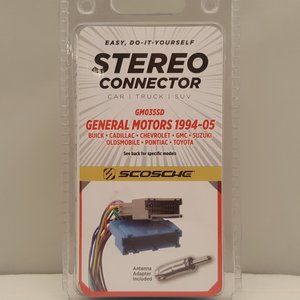 EASY, DO-IT-YOURSELF
STEREO
CONNECTOR
CAR | TRUCK | SUV
GM03SSD
GENERAL MOTORS 1994-05
BUICK • CADILLAC • CHEVROLET • GMC • SUZUKI
OLDSMOBILE • PONTIAC • TOYOTA
See back for specific models
SCOSCHE
Antenna
Adapter
Included